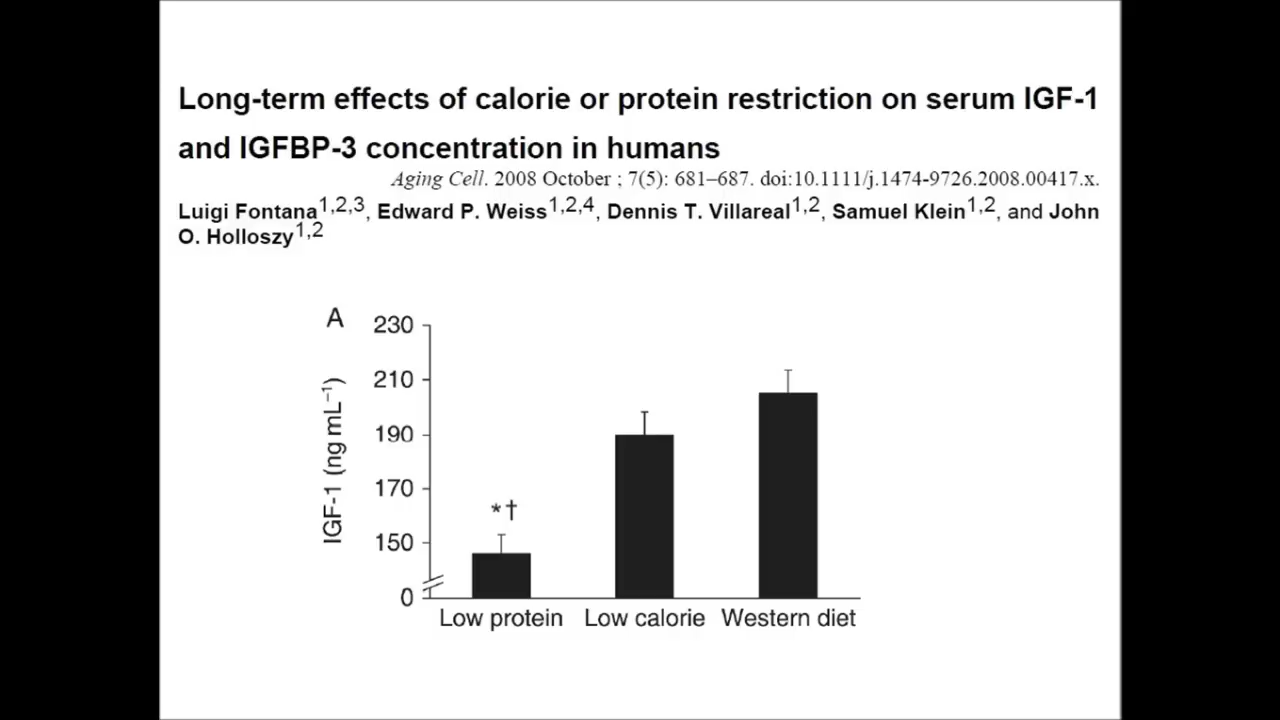 Long-term effects of calorie or protein restriction on serum IGF-1
and IGFBP-3 concentration in humans
Aging Cell. 2008 October ; 7(5): 681–687. doi:10.1111/j.1474-9726.2008.00417.x.
Luigi Fontana1,2,3, Edward P. Weiss1,2,4, Dennis T. Villareal1,2, Samuel Klein1,2, and John
O. Holloszy1,2
A
IGF-1 (ng mL−1)
230
210
190
170
150
0
*†
Low protein
Low calorie
Western diet